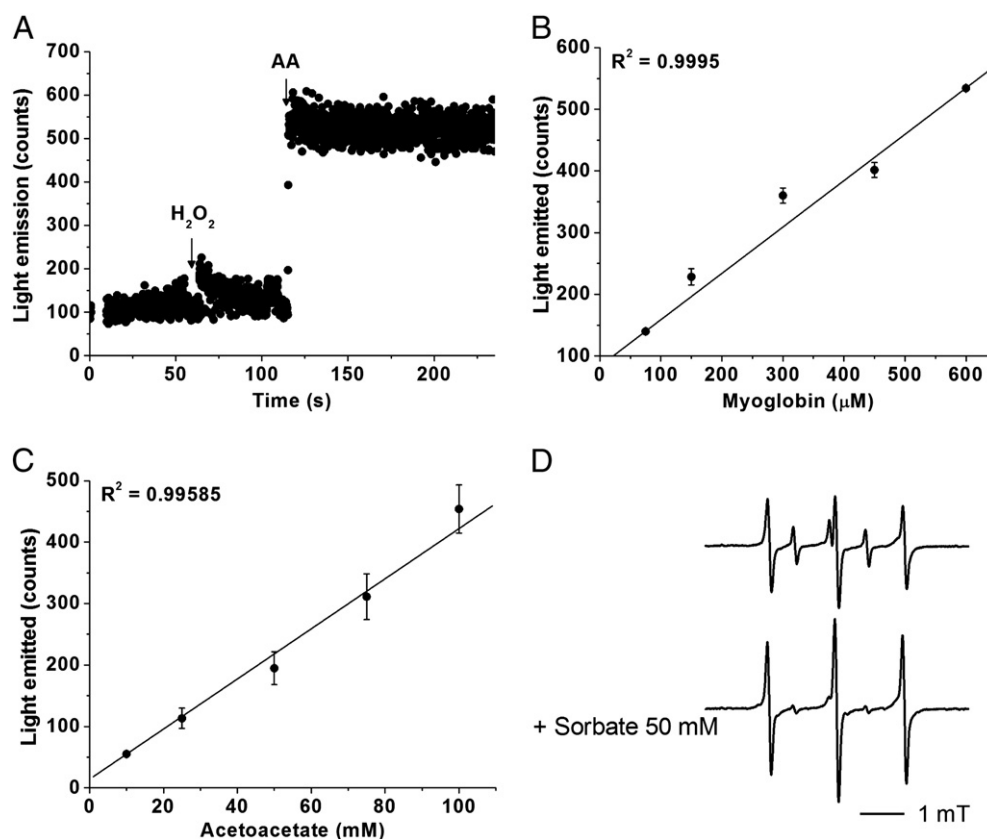 A
700
600
500
400
300
200
100
0
Light emission (counts)
AA
H₂O₂
0 50 100 150 200
Time (s)
B
R² = 0.9995
600
500
400
300
200
100
Light emitted (counts)
0 100 200 300 400 500 600
Myoglobin (μM)
C
R² = 0.99585
500
400
300
200
100
0
Light emitted (counts)
0 20 40 60 80 100
Acetoacetate (mM)
D
+ Sorbate 50 mM
1 mT